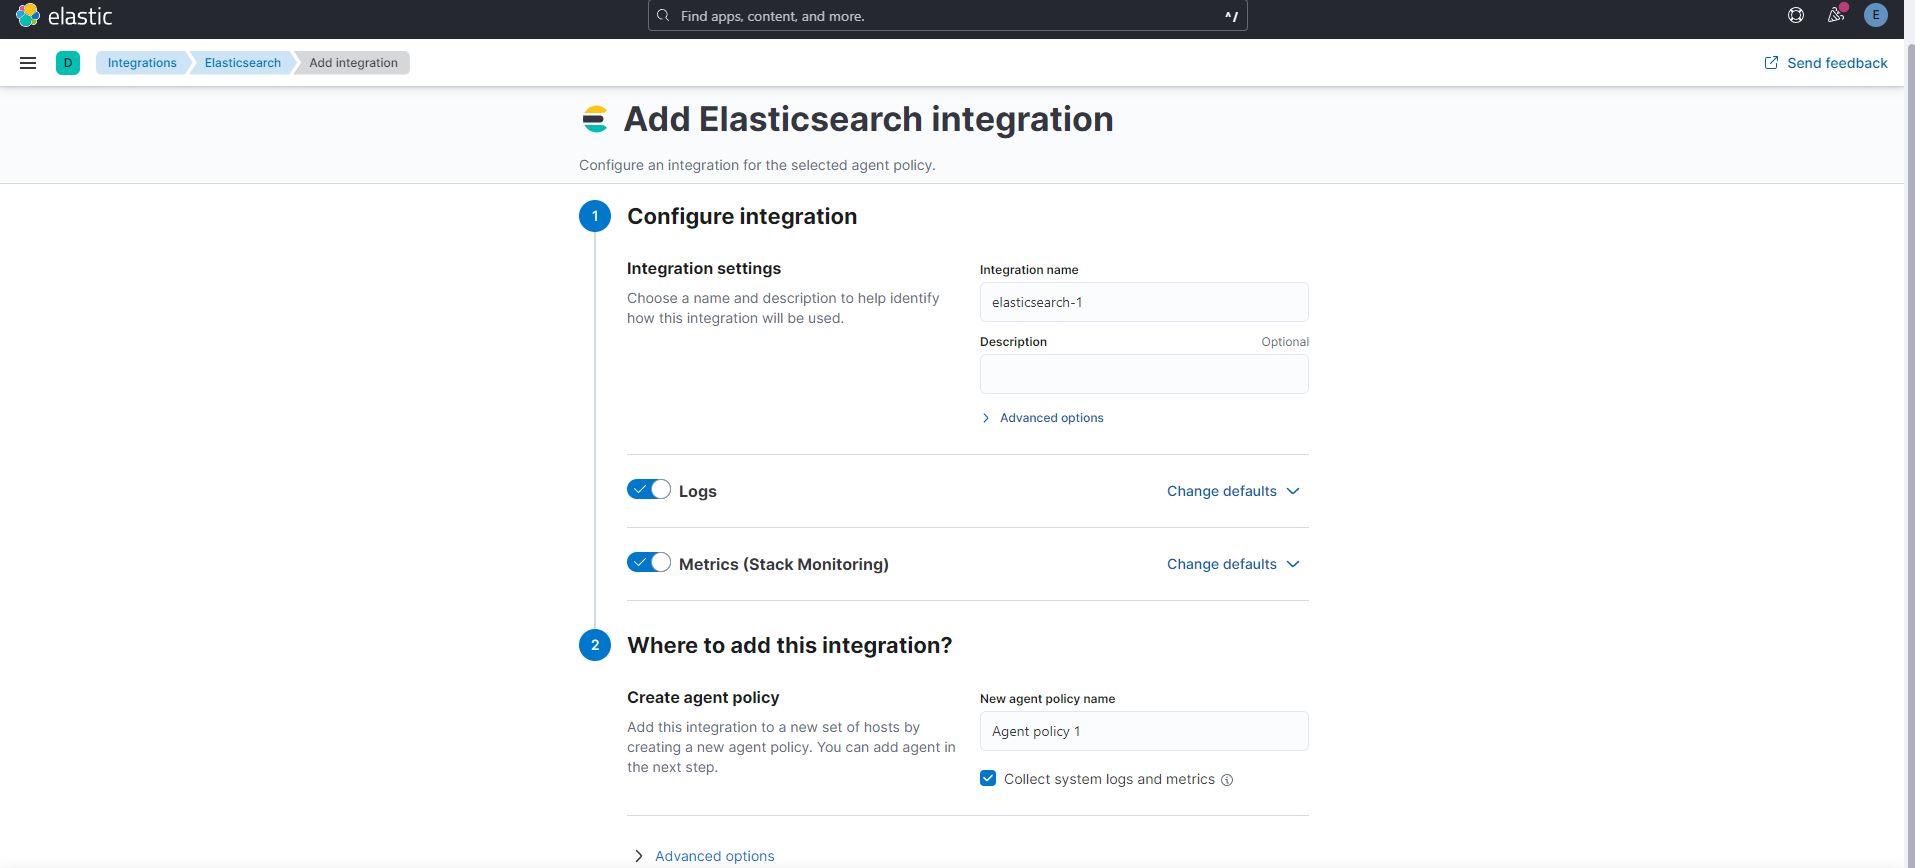 elastic
Find apps, content, and more.
^/
E
D
Integrations
Elasticsearch
Add integration
Send feedback
Add Elasticsearch integration
Configure an integration for the selected agent policy.
1
Configure integration
Integration settings
Choose a name and description to help identify
how this integration will be used.
Integration name
elasticsearch-1
Description
Optional
Advanced options
Logs
Change defaults
Metrics (Stack Monitoring)
Change defaults
2
Where to add this integration?
Create agent policy
Add this integration to a new set of hosts by
creating a new agent policy. You can add agent in
the next step.
New agent policy name
Agent policy 1
Collect system logs and metrics
Advanced options